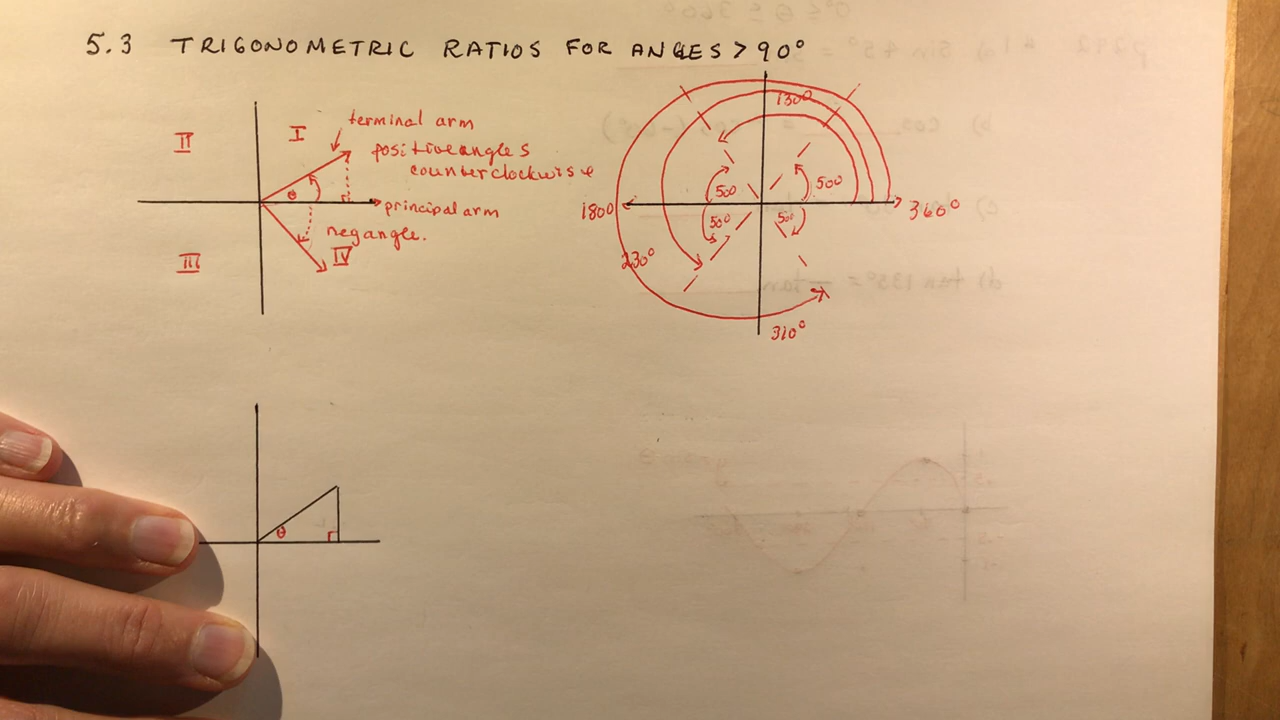 5.3 TRIGONOMETRIC RATIOS FOR ANGLES > 90°
II
I
terminal arm
positive angles
counterclockwise
θ
principal arm
neg angle.
III
IV
130°
50°
50°
180°
360°
50°
50°
230°
310°
θ